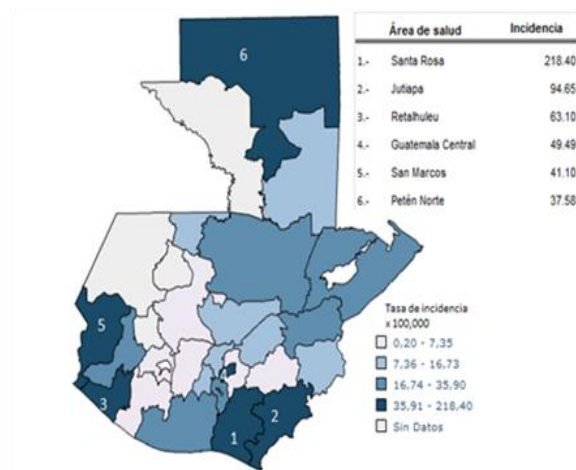 Área de salud Incidencia
1.- Santa Rosa 218.40
2.- Jutiapa 94.65
3.- Retalhuleu 63.10
4.- Guatemala Central 49.49
5.- San Marcos 41.10
6.- Petén Norte 37.58
6
5
3
1
2
Tasa de incidencia
x 100,000
0,20 - 7,35
7,36 - 16,73
16,74 - 35,90
35,91 - 218,40
Sin Datos